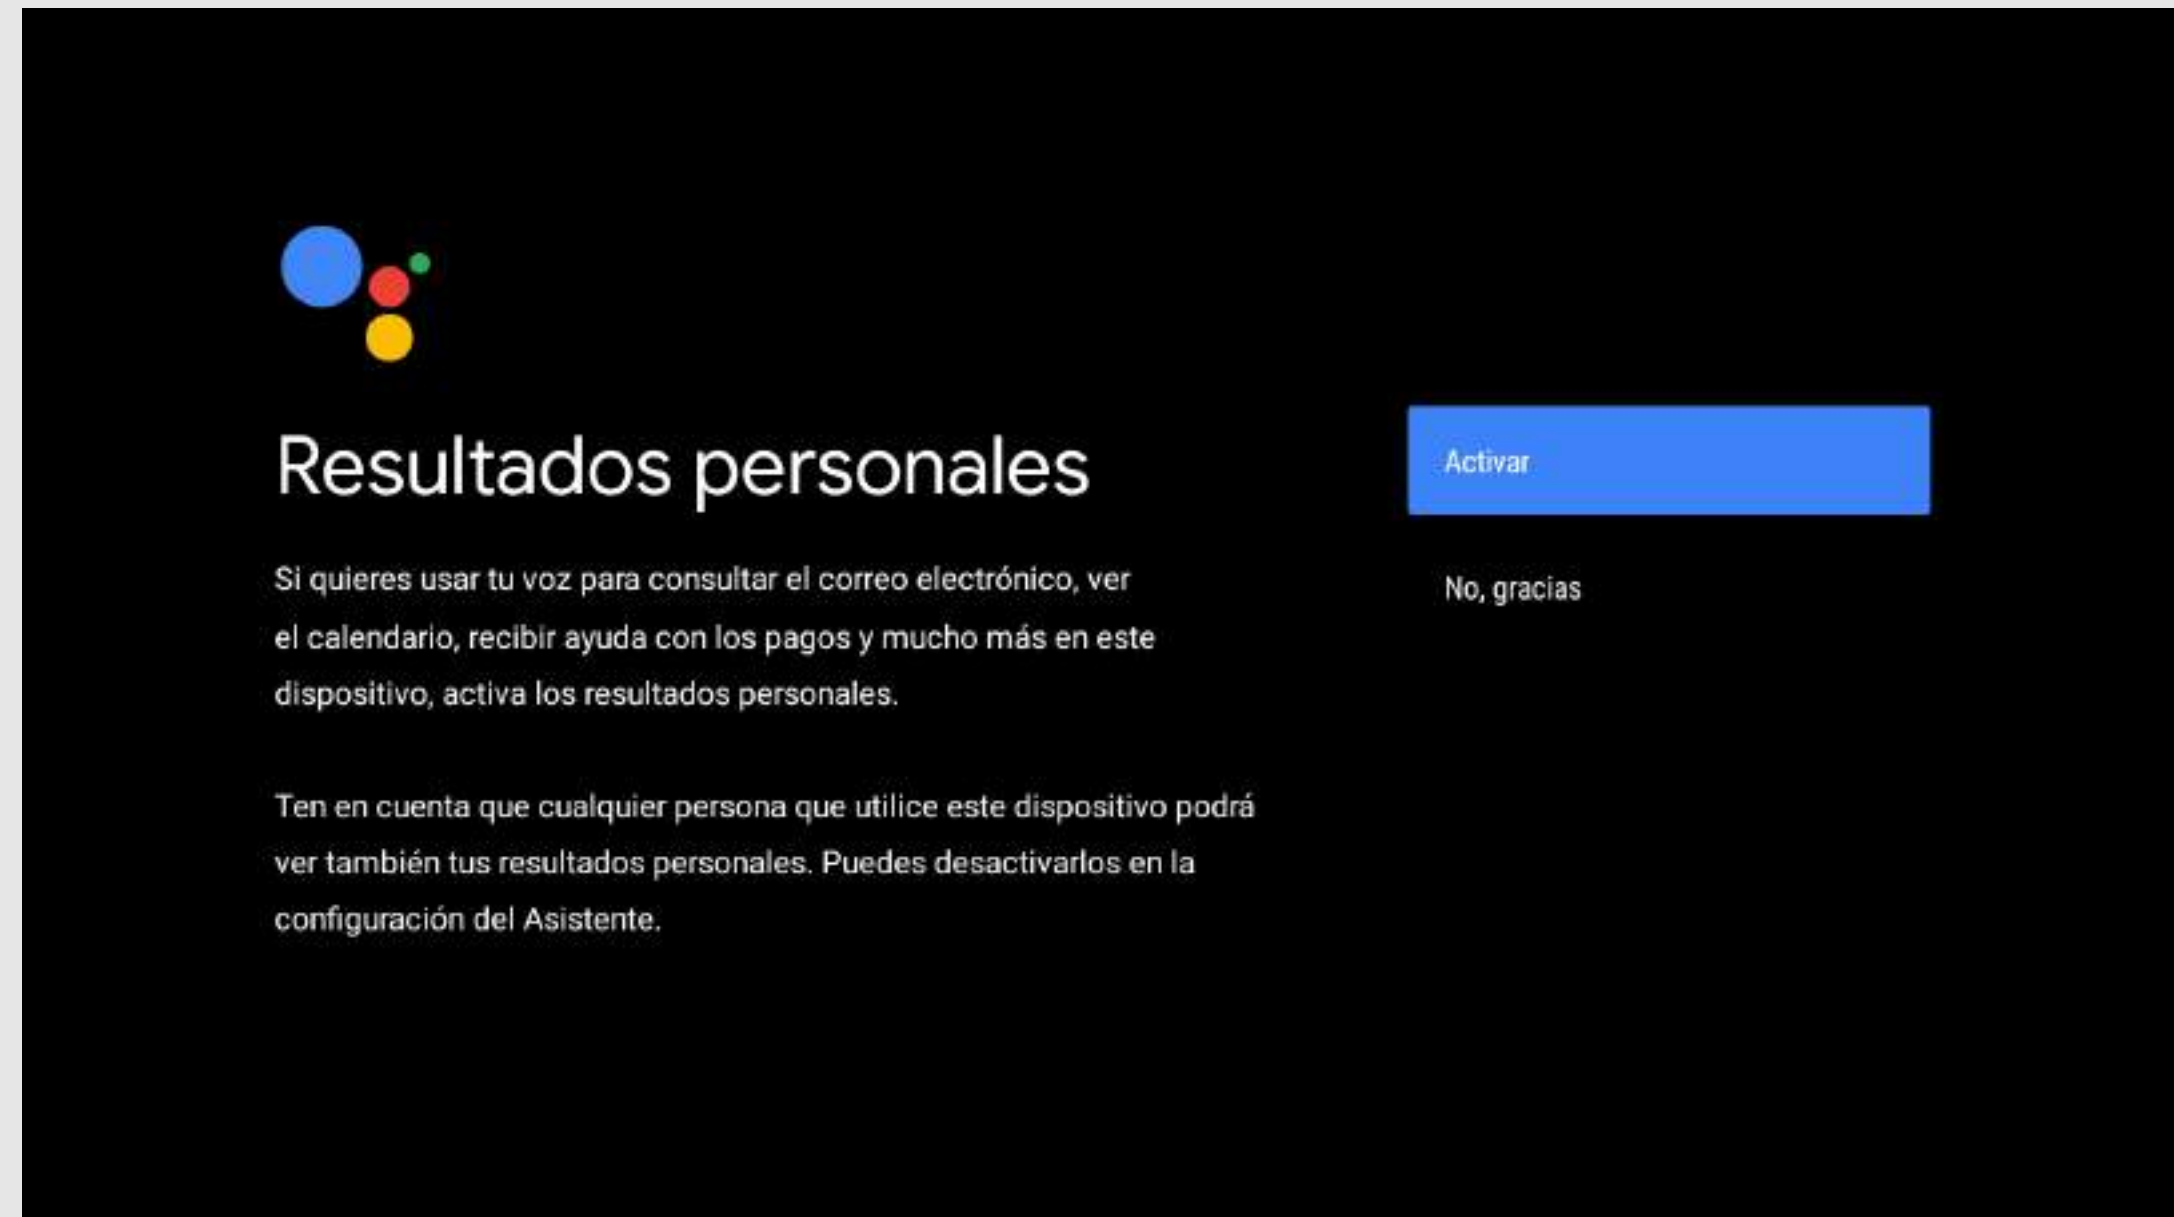 Resultados personales
Si quieres usar tu voz para consultar el correo electrónico, ver
el calendario, recibir ayuda con los pagos y mucho más en este
dispositivo, activa los resultados personales.
Ten en cuenta que cualquier persona que utilice este dispositivo podrá
ver también tus resultados personales. Puedes desactivarlos en la
configuración del Asistente.
Activar
No, gracias